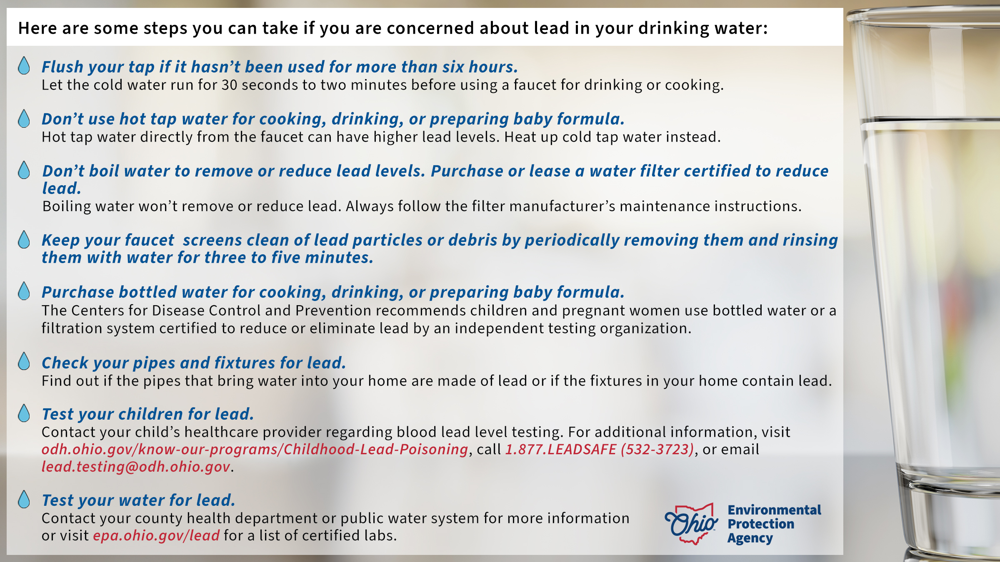 Here are some steps you can take if you are concerned about lead in your drinking water:
Flush your tap if it hasn’t been used for more than six hours.
Let the cold water run for 30 seconds to two minutes before using a faucet for drinking or cooking.
Don’t use hot tap water for cooking, drinking, or preparing baby formula.
Hot tap water directly from the faucet can have higher lead levels. Heat up cold tap water instead.
Don’t boil water to remove or reduce lead levels. Purchase or lease a water filter certified to reduce
lead.
Boiling water won’t remove or reduce lead. Always follow the filter manufacturer’s maintenance instructions.
Keep your faucet  screens clean of lead particles or debris by periodically removing them and rinsing
them with water for three to five minutes.
Purchase bottled water for cooking, drinking, or preparing baby formula.
The Centers for Disease Control and Prevention recommends children and pregnant women use bottled water or a
filtration system certified to reduce or eliminate lead by an independent testing organization.
Check your pipes and fixtures for lead.
Find out if the pipes that bring water into your home are made of lead or if the fixtures in your home contain lead.
Test your children for lead.
Contact your child’s healthcare provider regarding blood lead level testing. For additional information, visit
odh.ohio.gov/know-our-programs/Childhood-Lead-Poisoning, call 1.877.LEADSAFE (532-3723), or email
lead.testing@odh.ohio.gov.
Test your water for lead.
Contact your county health department or public water system for more information
or visit epa.ohio.gov/lead for a list of certified labs.
Ohio™
Environmental
Protection
Agency